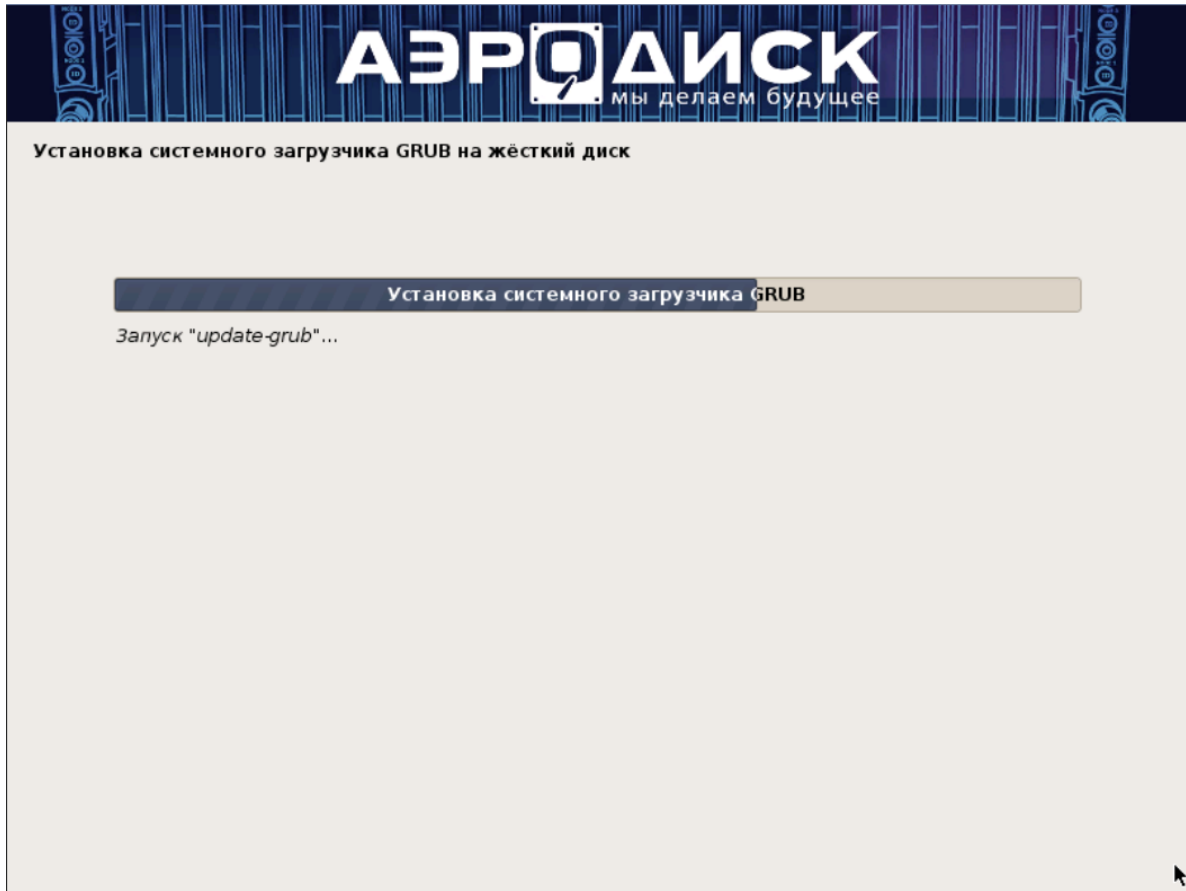 АЭРОДИСК
мы делаем будущее
Установка системного загрузчика GRUB на жёсткий диск
Установка системного загрузчика GRUB
Запуск "update-grub"...